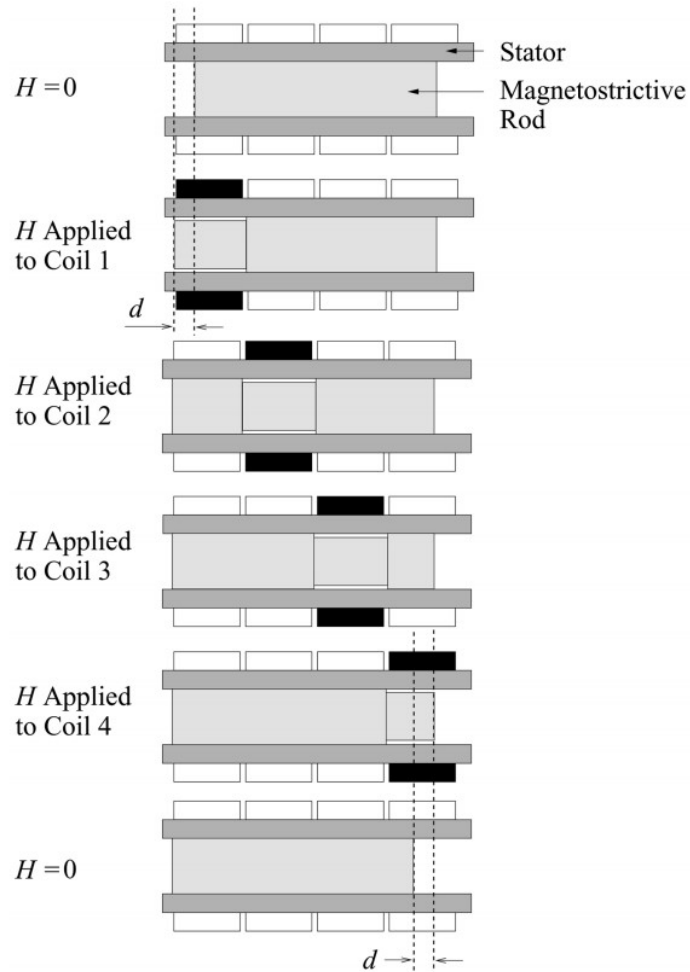 Stator
H = 0
Magnetostrictive
Rod
H Applied
to Coil 1
d
H Applied
to Coil 2
H Applied
to Coil 3
H Applied
to Coil 4
H = 0
d